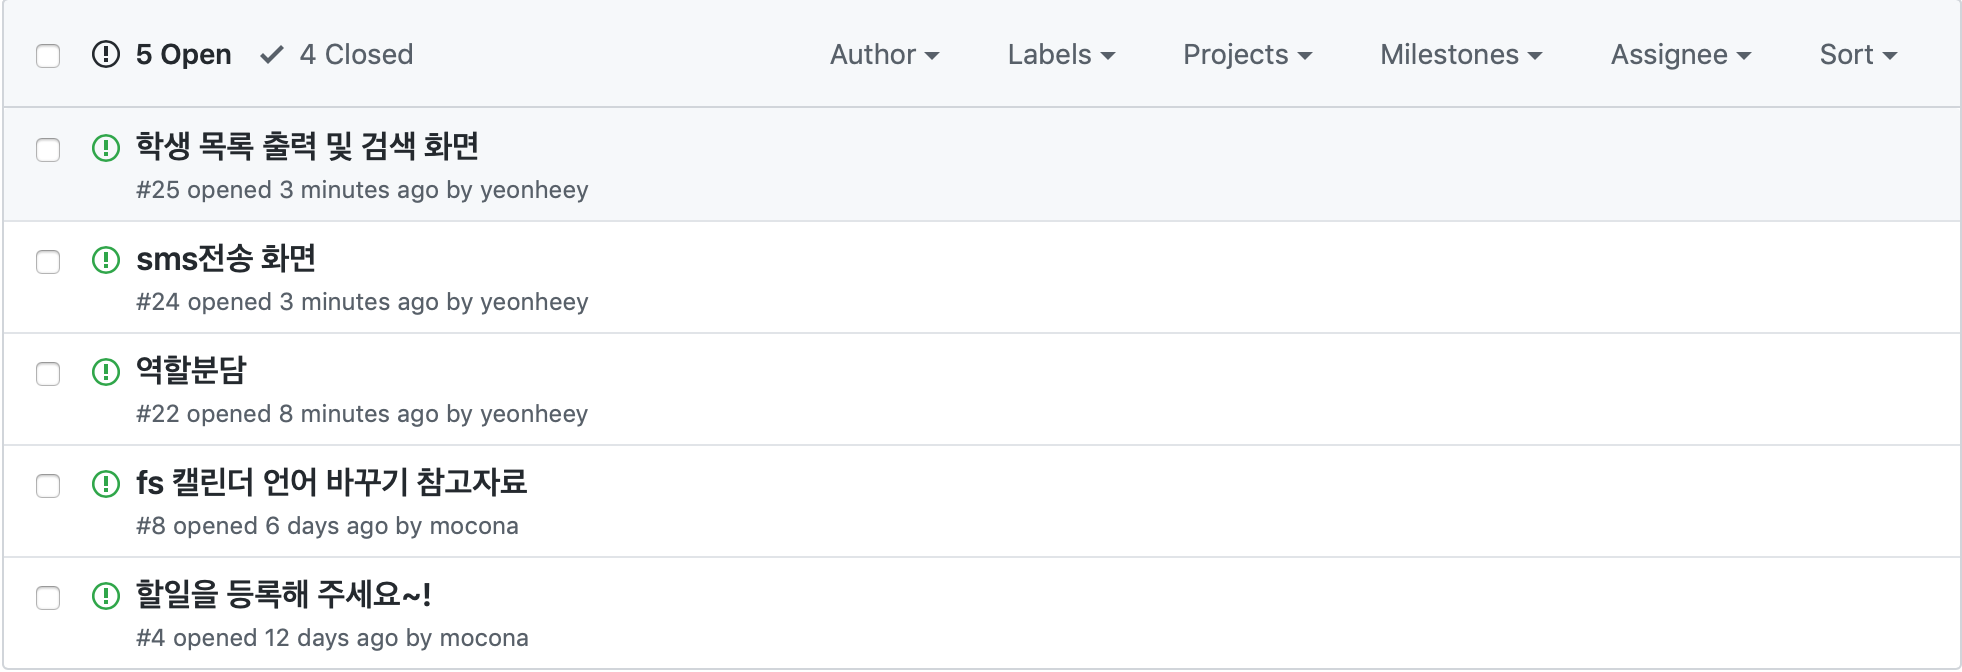 5 Open 4 Closed Author Labels Projects Milestones Assignee Sort
학생 목록 출력 및 검색 화면
#25 opened 3 minutes ago by yeonheey
sms전송 화면
#24 opened 3 minutes ago by yeonheey
역할분담
#22 opened 8 minutes ago by yeonheey
fs 캘린더 언어 바꾸기 참고자료
#8 opened 6 days ago by mocona
할일을 등록해 주세요~!
#4 opened 12 days ago by mocona